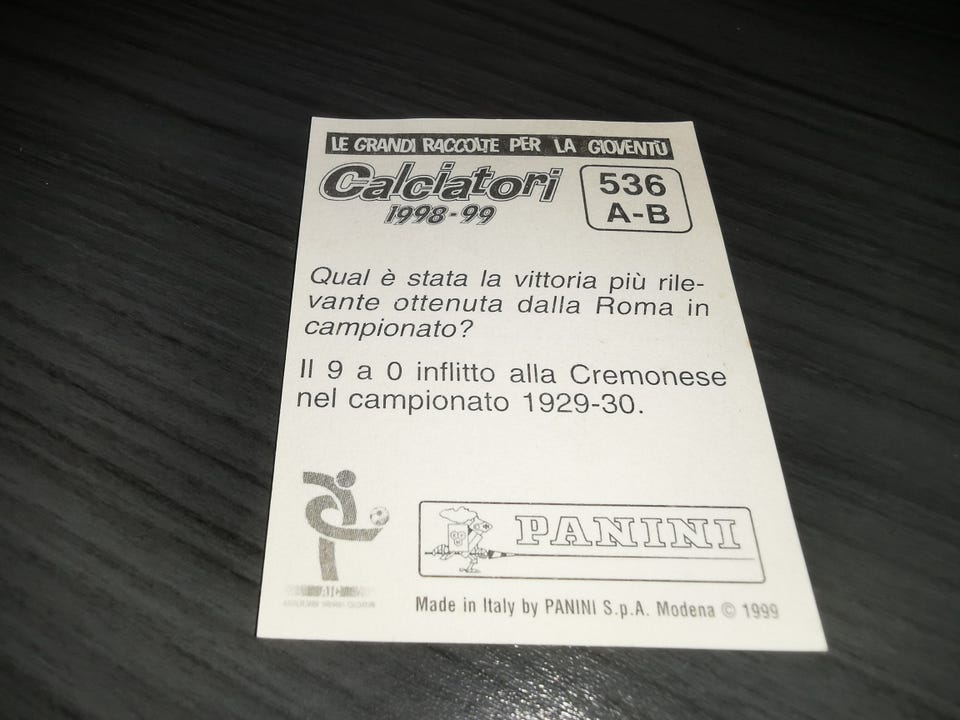 LE GRANDI RACCOLTE PER LA GIOVENTÙ
Calciatori
1998-99
536
A-B
Qual è stata la vittoria più rile-
vante ottenuta dalla Roma in
campionato?
Il 9 a 0 inflitto alla Cremonese
nel campionato 1929-30.
PANINI
Made in Italy by PANINI S.p.A. Modena © 1999